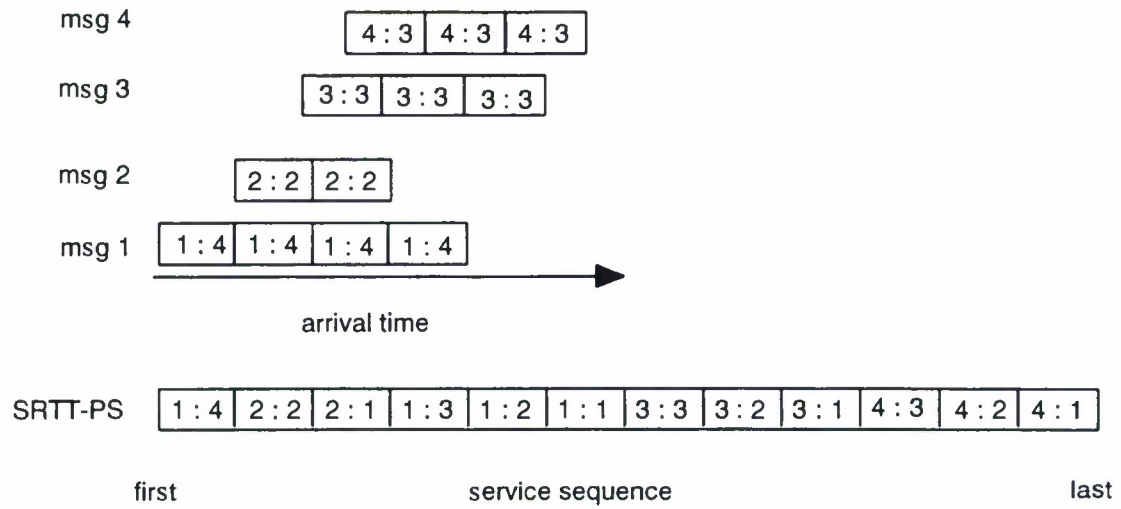 msg 4 4 : 3 4 : 3 4 : 3
msg 3 3 : 3 3 : 3 3 : 3
msg 2 2 : 2 2 : 2
msg 1 1 : 4 1 : 4 1 : 4 1 : 4
arrival time
SRTT-PS 1 : 4 2 : 2 2 : 1 1 : 3 1 : 2 1 : 1 3 : 3 3 : 2 3 : 1 4 : 3 4 : 2 4 : 1
first service sequence last